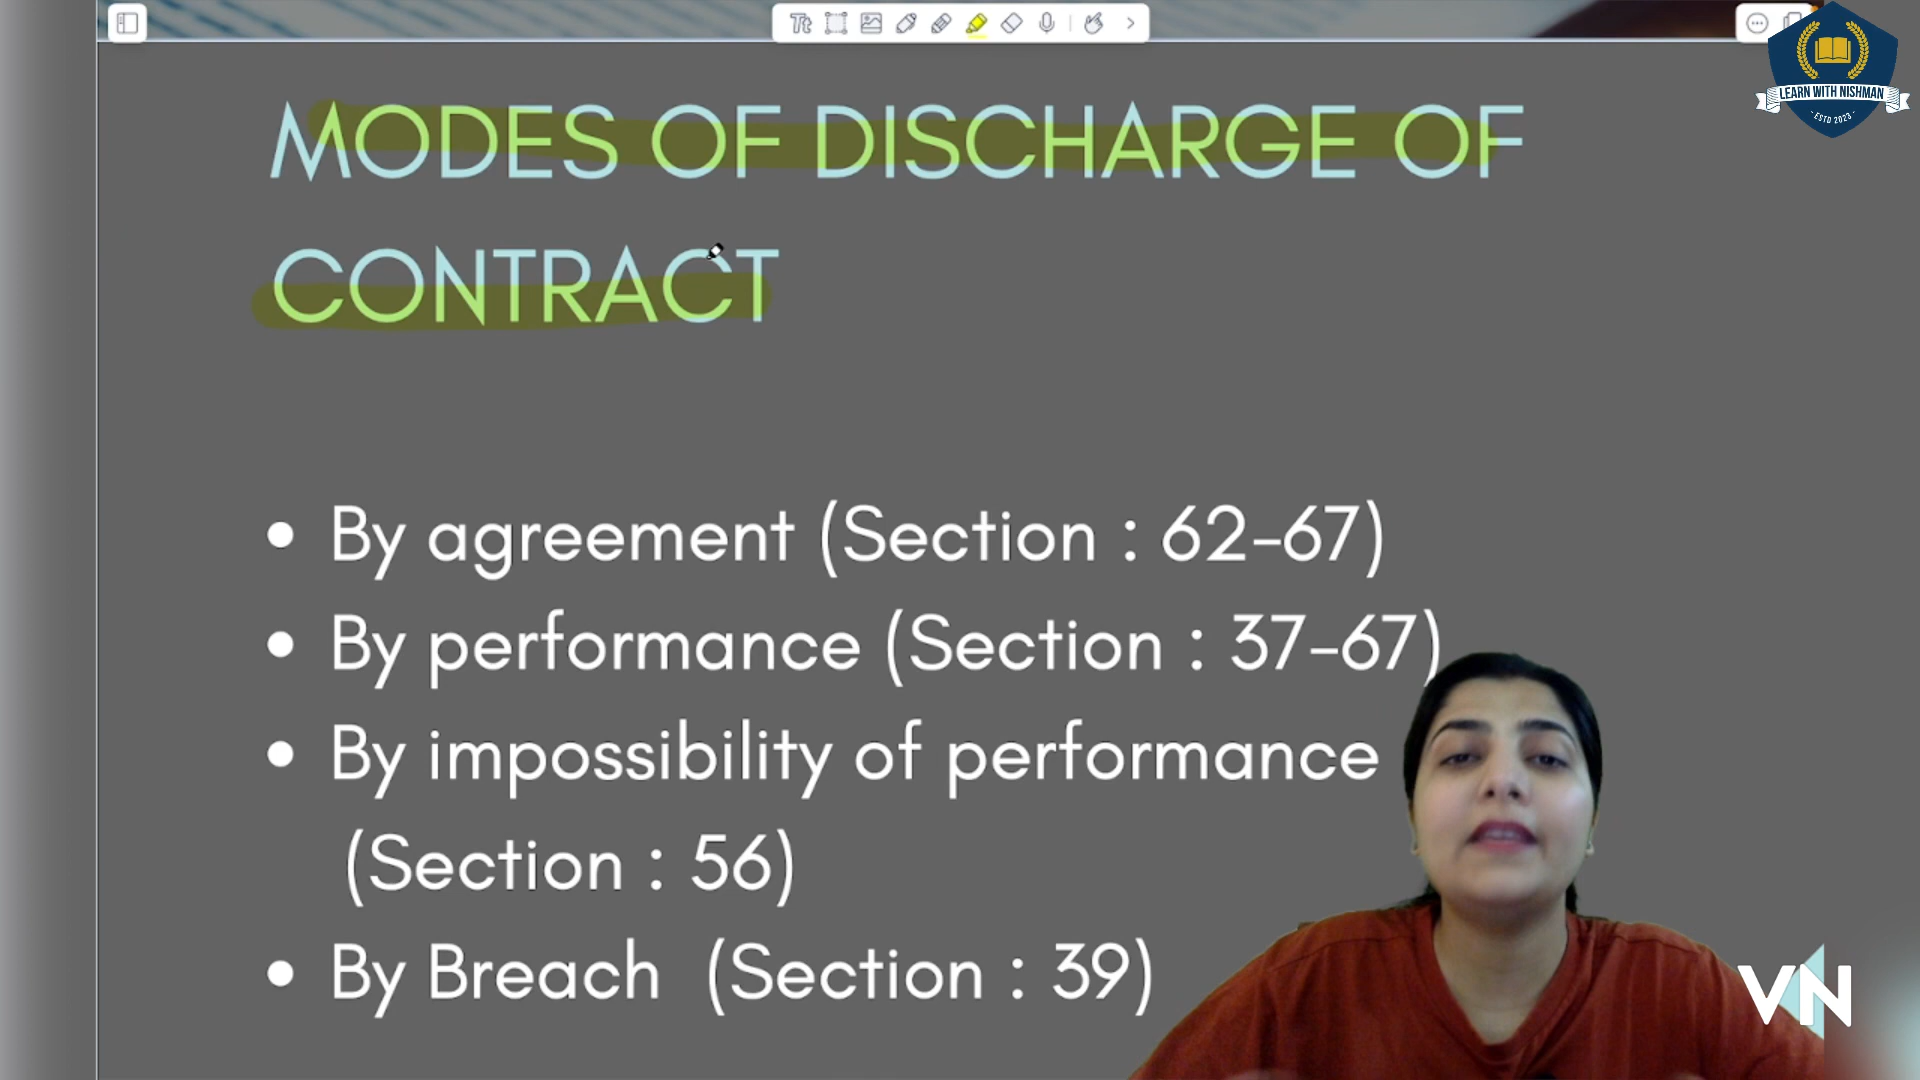 Tt
LEARN WITH NISHMAN
ESTD 2023
MODES OF DISCHARGE OF
CONTRACT
• By agreement (Section : 62-67)
• By performance (Section : 37-67)
• By impossibility of performance
(Section : 56)
• By Breach (Section : 39)
VN